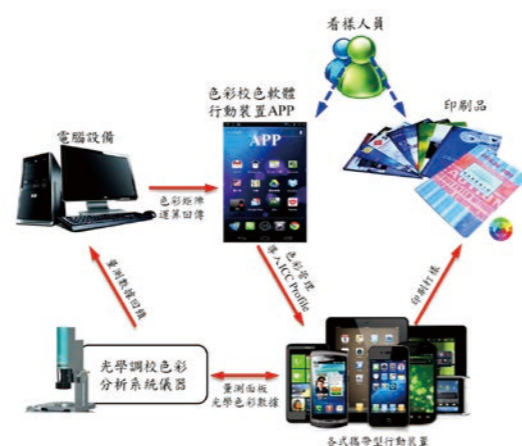 看樣人員
色彩校色軟體
行動裝置APP
印刷品
電腦設備
APP
色彩矩陣
運算回傳
色彩管理
導入ICC Profile
量測數據回饋
印刷打樣
光學調校色彩
分析系統儀器
量測面板
光學色彩數據
各式攜帶型行動裝置